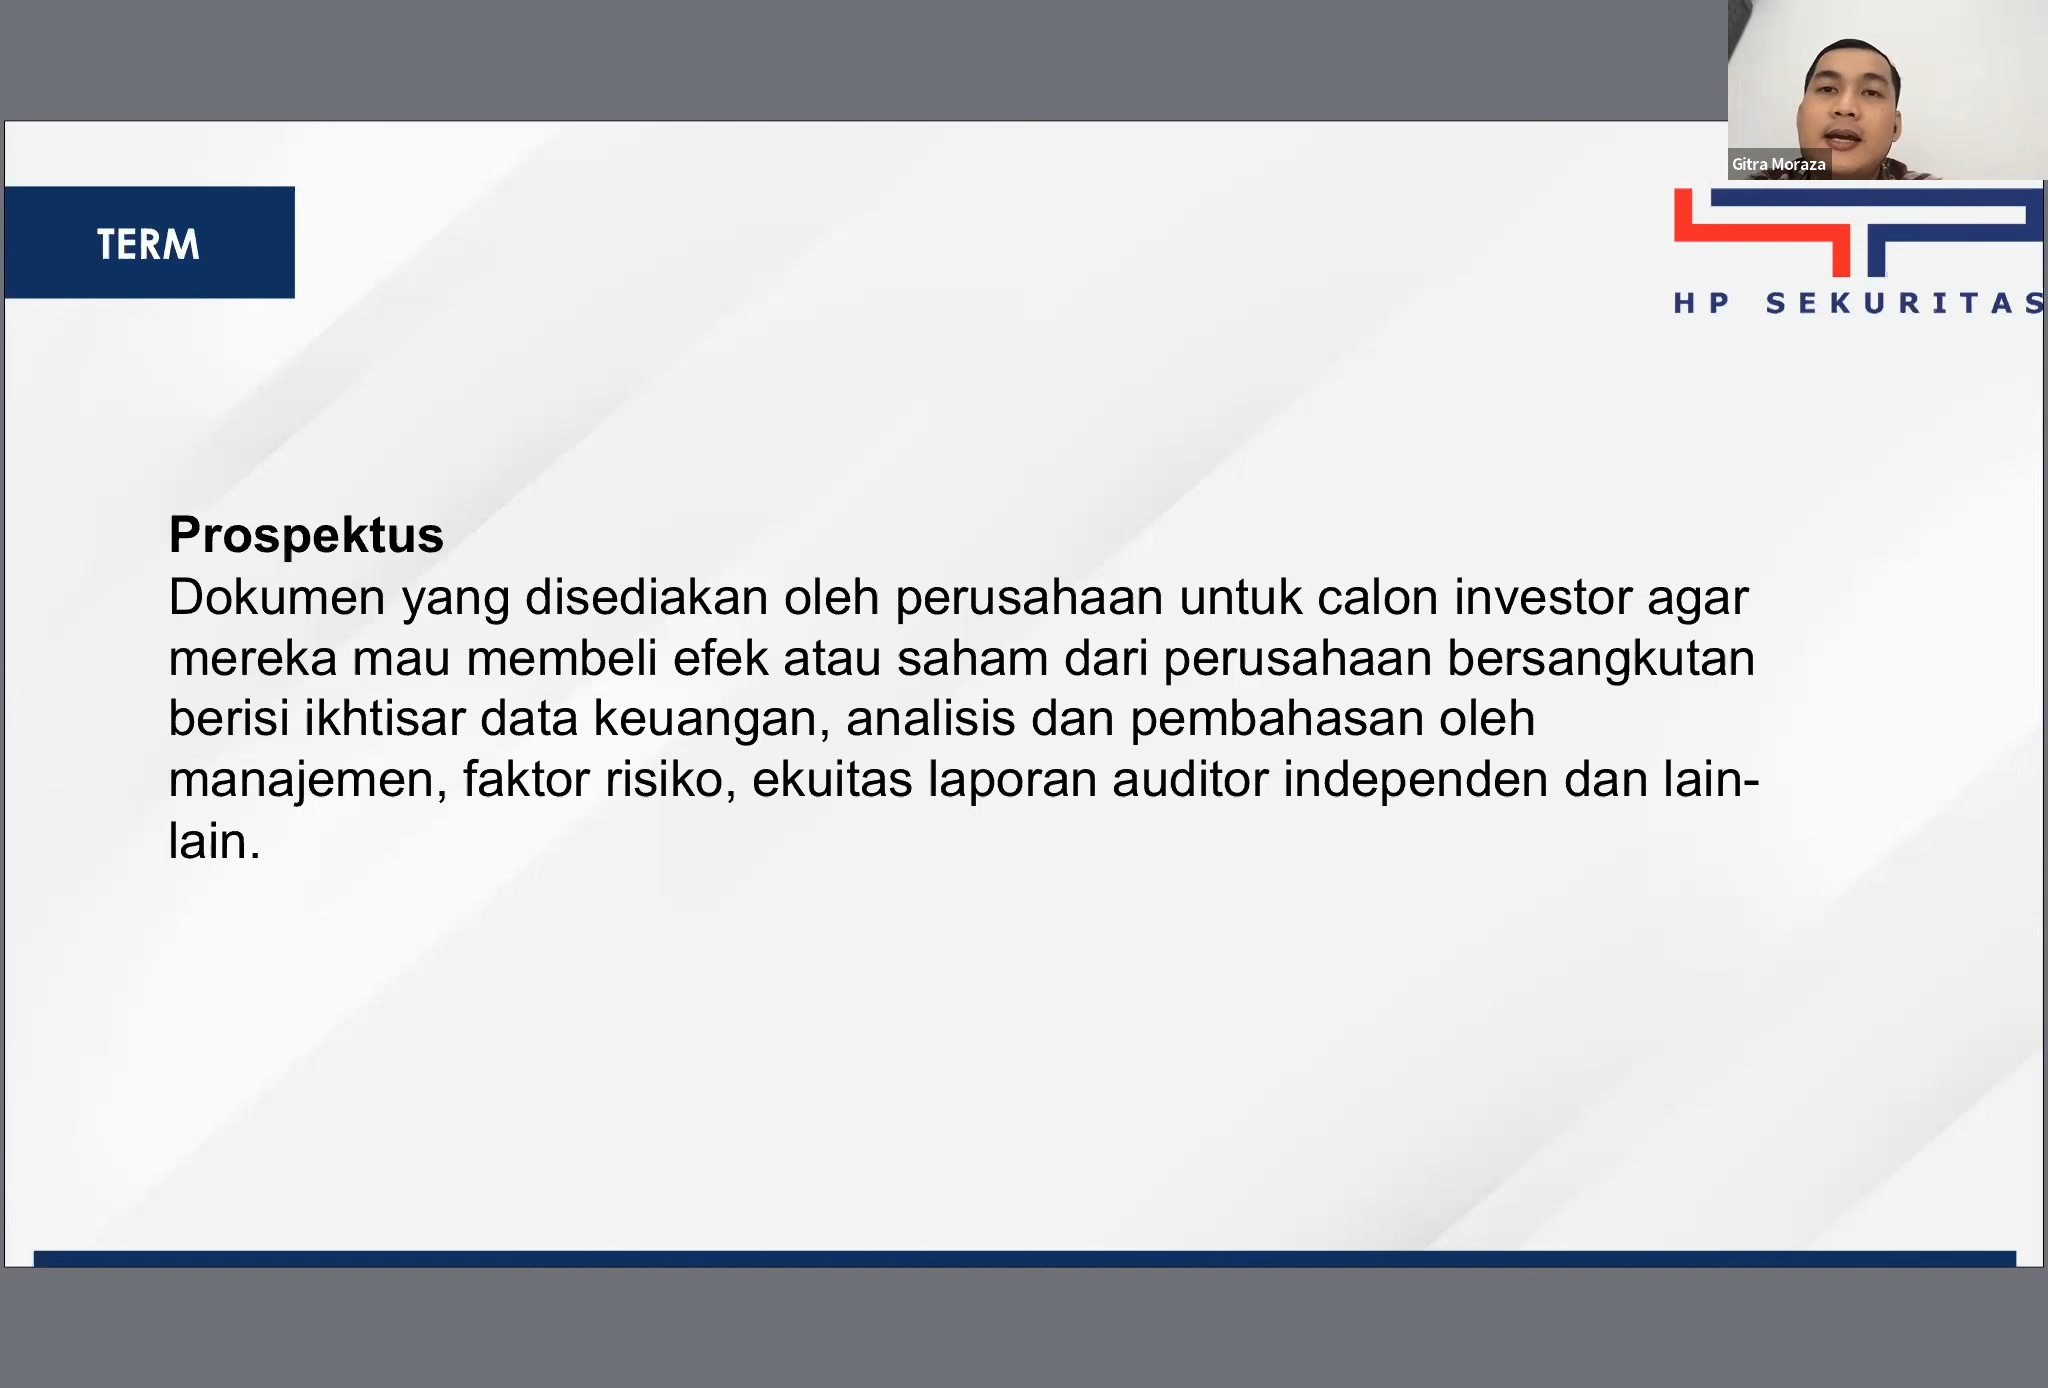 Gitra Moraza
TERM
HP SEKURITAS
Prospektus
Dokumen yang disediakan oleh perusahaan untuk calon investor agar
mereka mau membeli efek atau saham dari perusahaan bersangkutan
berisi ikhtisar data keuangan, analisis dan pembahasan oleh
manajemen, faktor risiko, ekuitas laporan auditor independen dan lain-
lain.